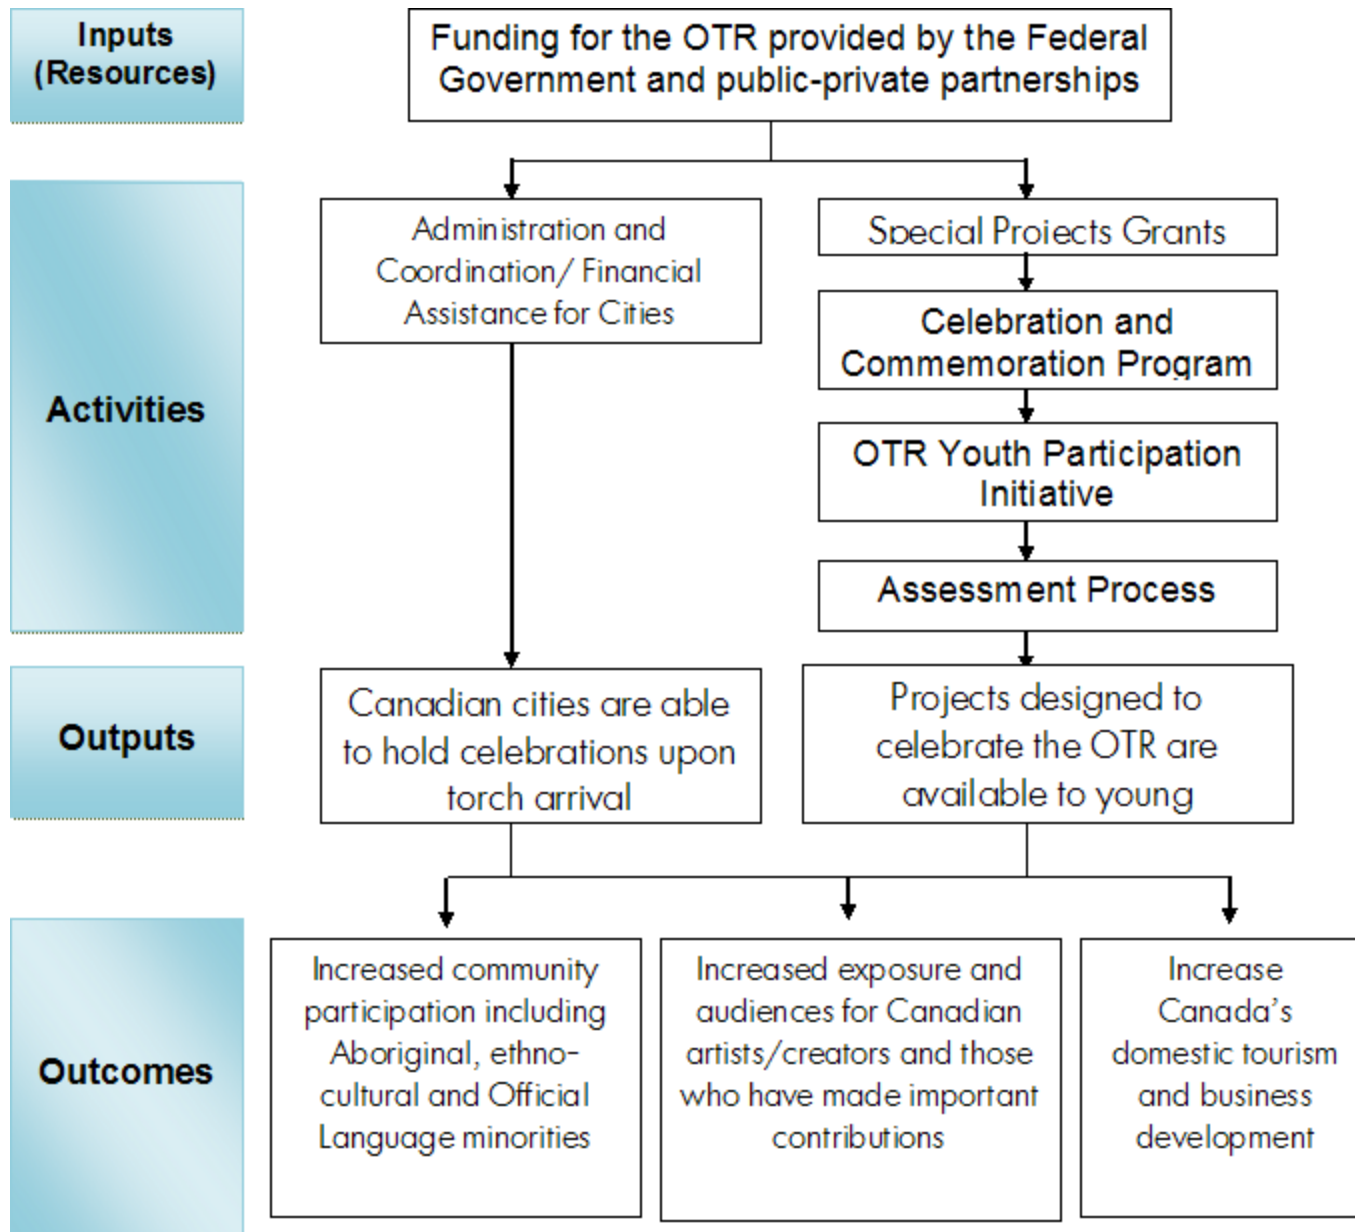 Inputs
(Resources)
Funding for the OTR provided by the Federal
Government and public-private partnerships
Activities
Administration and
Coordination/ Financial
Assistance for Cities
Special Projects Grants
Celebration and
Commemoration Program
OTR Youth Participation
Initiative
Assessment Process
Outputs
Canadian cities are able
to hold celebrations upon
torch arrival
Projects designed to
celebrate the OTR are
available to young
Outcomes
Increased community
participation including
Aboriginal, ethno-
cultural and Official
Language minorities
Increased exposure and
audiences for Canadian
artists/creators and those
who have made important
contributions
Increase
Canada's
domestic tourism
and business
development